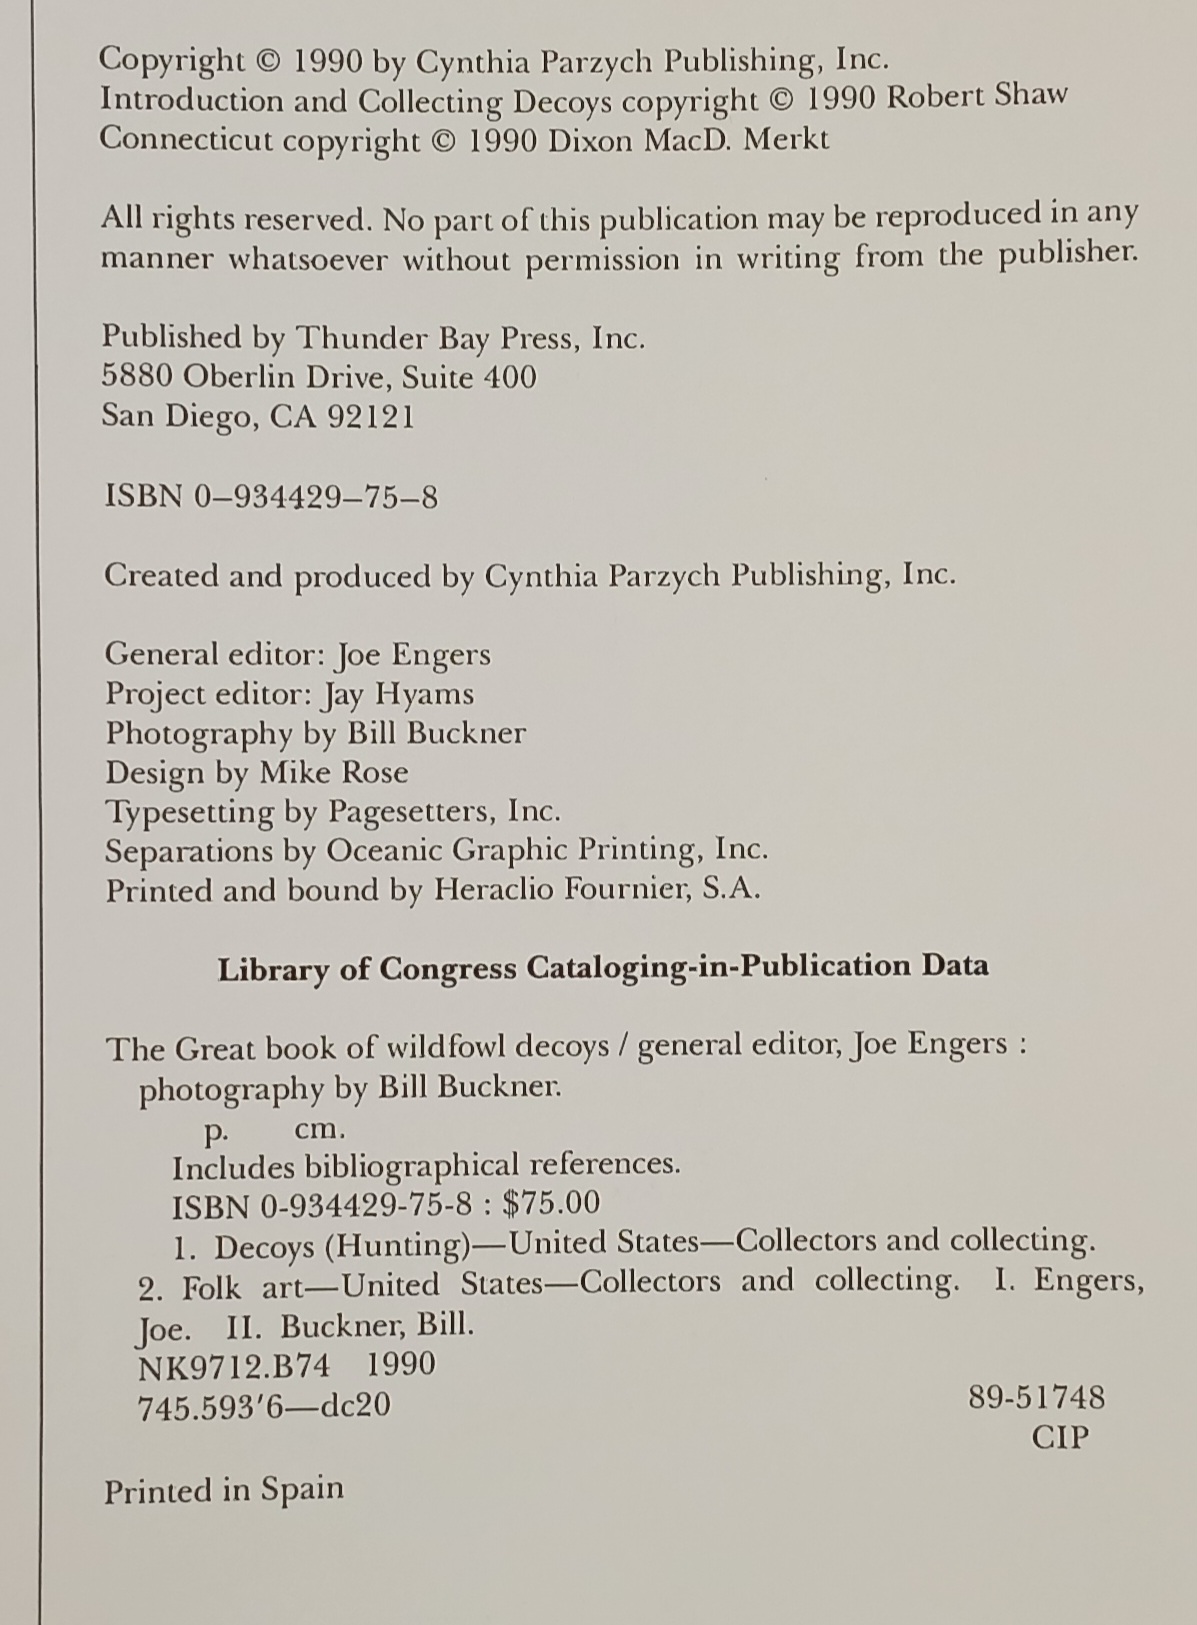 Copyright © 1990 by Cynthia Parzych Publishing, Inc.
Introduction and Collecting Decoys copyright © 1990 Robert Shaw
Connecticut copyright © 1990 Dixon MacD. Merkt
All rights reserved. No part of this publication may be reproduced in any
manner whatsoever without permission in writing from the publisher.
Published by Thunder Bay Press, Inc.
5880 Oberlin Drive, Suite 400
San Diego, CA 92121
ISBN 0–934429–75–8
Created and produced by Cynthia Parzych Publishing, Inc.
General editor: Joe Engers
Project editor: Jay Hyams
Photography by Bill Buckner
Design by Mike Rose
Typesetting by Pagesetters, Inc.
Separations by Oceanic Graphic Printing, Inc.
Printed and bound by Heraclio Fournier, S.A.
Library of Congress Cataloging-in-Publication Data
The Great book of wildfowl decoys / general editor, Joe Engers :
photography by Bill Buckner.
p. cm.
Includes bibliographical references.
ISBN 0-934429-75-8 : $75.00
1. Decoys (Hunting)—United States—Collectors and collecting.
2. Folk art—United States—Collectors and collecting. I. Engers,
Joe. II. Buckner, Bill.
NK9712.B74 1990
745.593′6—dc20
89-51748
CIP
Printed in Spain